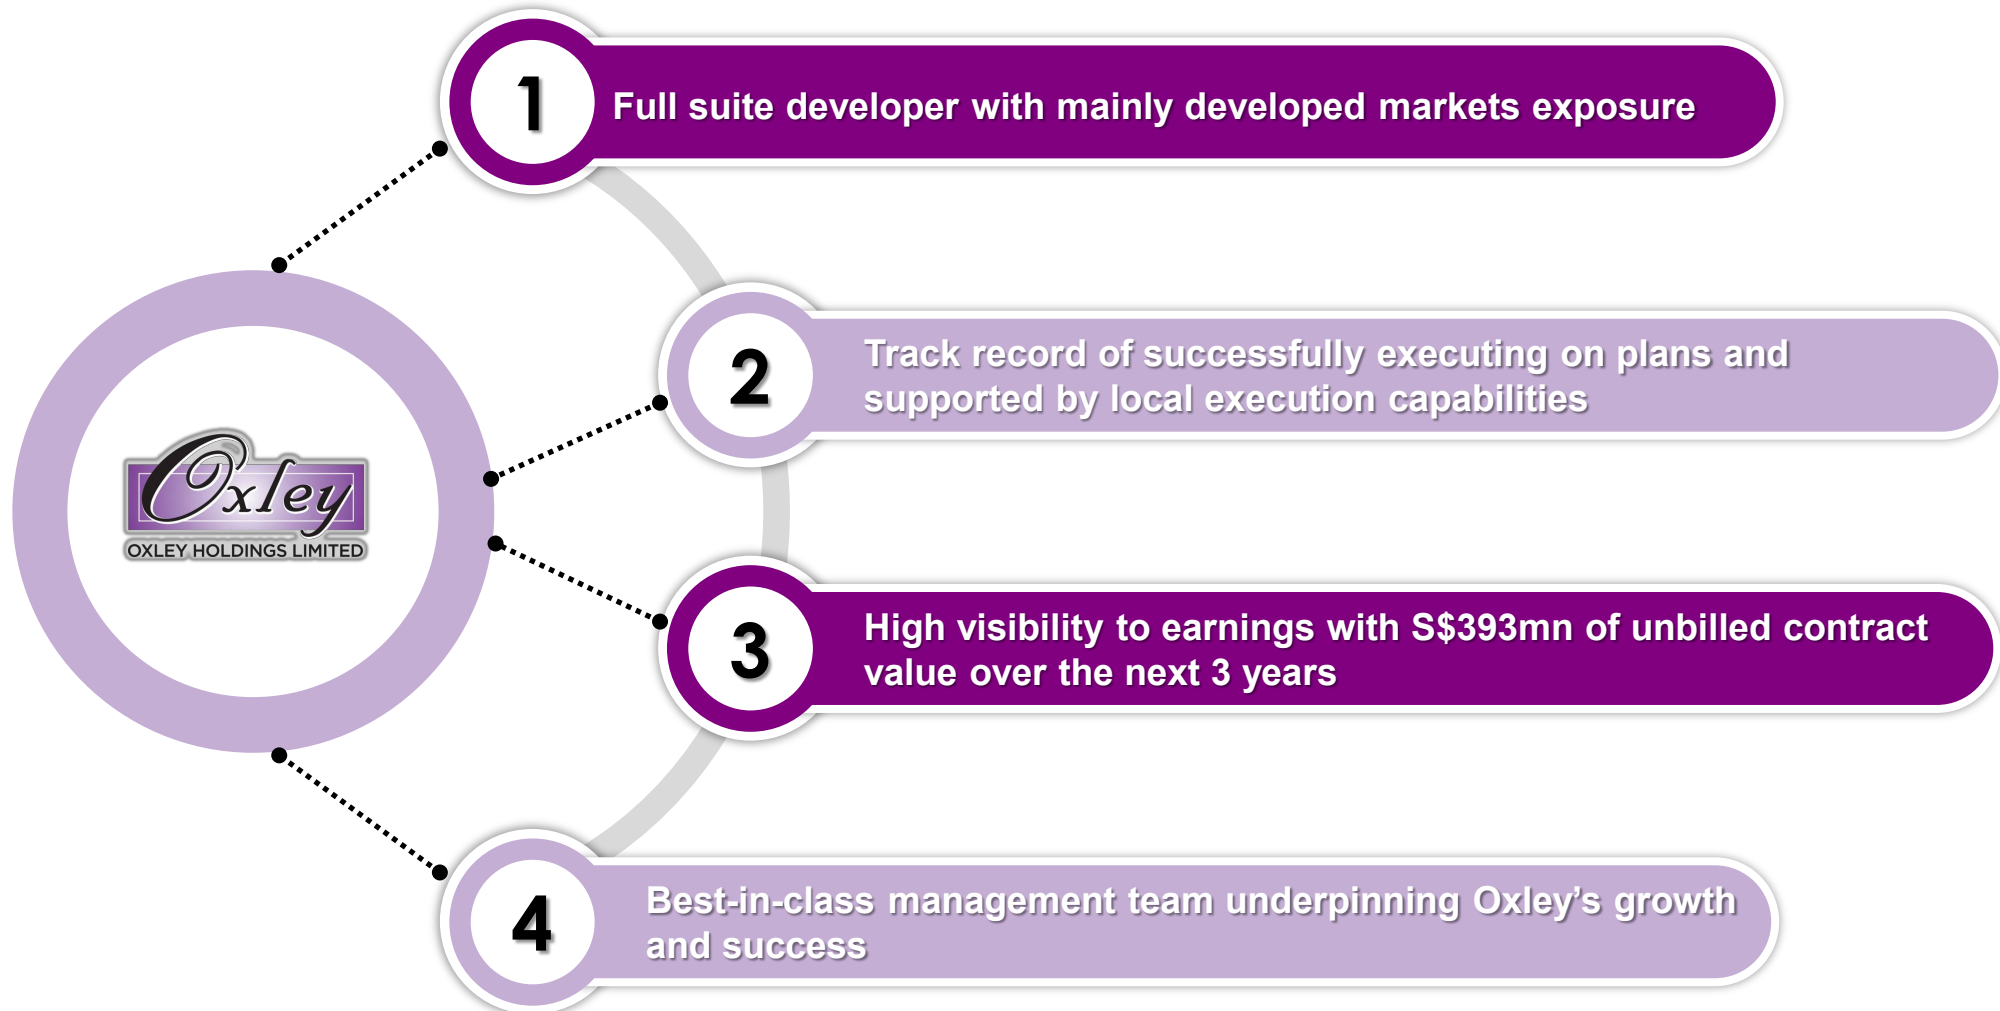 1
Full suite developer with mainly developed markets exposure
2
Track record of successfully executing on plans and
supported by local execution capabilities
Oxley
OXLEY HOLDINGS LIMITED
3
High visibility to earnings with S$393mn of unbilled contract
value over the next 3 years
4
Best-in-class management team underpinning Oxley’s growth
and success